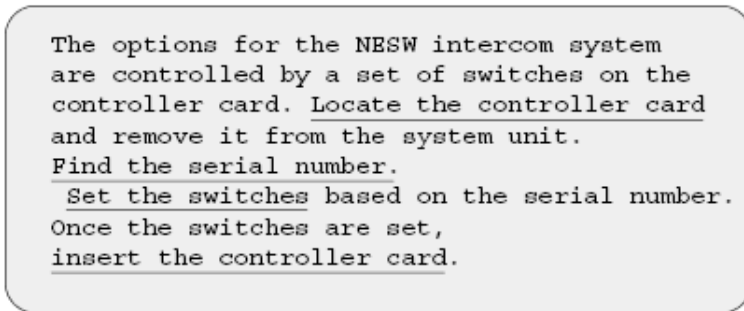 The options for the NESW intercom system
are controlled by a set of switches on the
controller card. Locate the controller card
and remove it from the system unit.
Find the serial number.
Set the switches based on the serial number.
Once the switches are set,
insert the controller card.